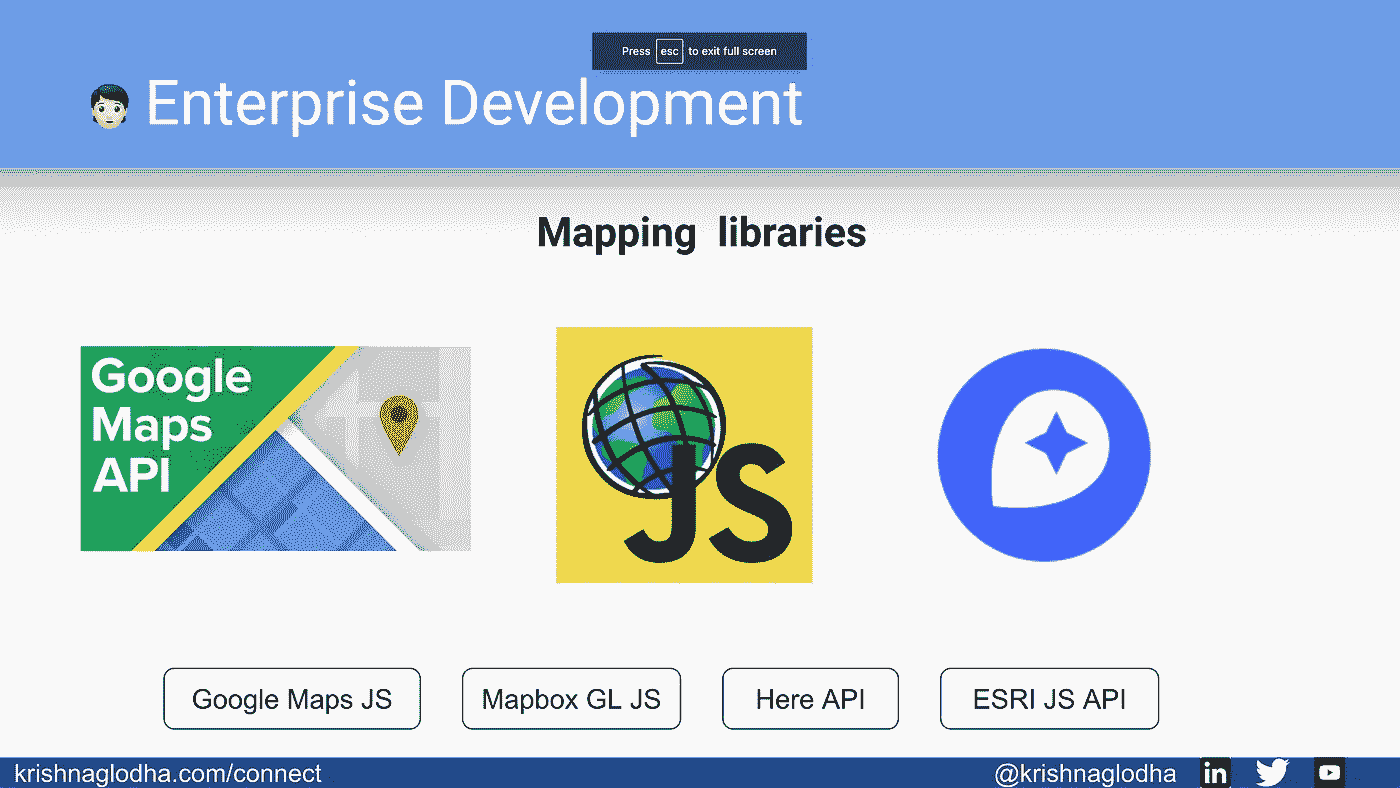 Press esc to exit full screen
Enterprise Development
Mapping libraries
Google
Maps
API
JS
Google Maps JS
Mapbox GL JS
Here API
ESRI JS API
krishnaglodha.com/connect
@krishnaglodha
in